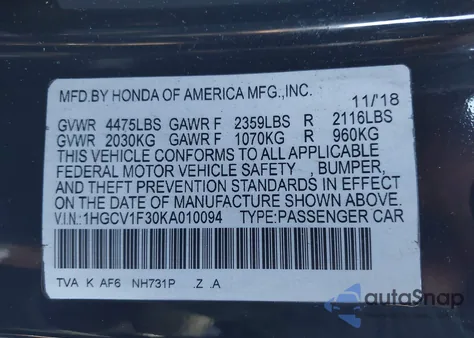 MFD.BY HONDA OF AMERICA MFG.,INC.
11/'18
GVWR 4475LBS GAWR F 2359LBS R 2116LBS
GVWR 2030KG GAWR F 1070KG R 960KG
THIS VEHICLE CONFORMS TO ALL APPLICABLE
FEDERAL MOTOR VEHICLE SAFETY , BUMPER,
AND THEFT PREVENTION STANDARDS IN EFFECT
ON THE DATE OF MANUFACTURE SHOWN ABOVE.
V.I.N:1HGCV1F30KA010094 TYPE:PASSENGER CAR
TVA K AF6 NH731P .Z .A
autoSnap